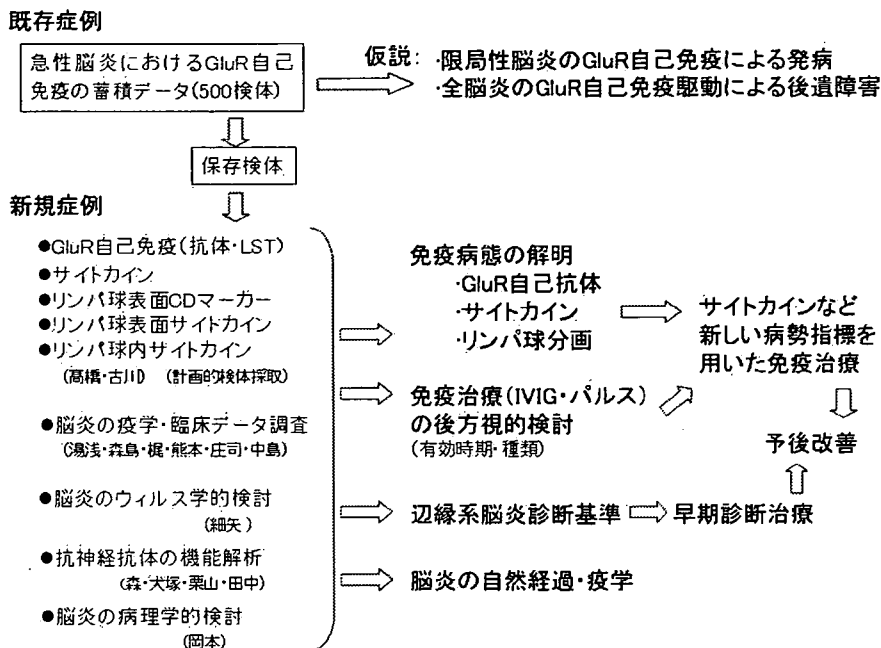 既存症例
急性脳炎におけるGluR自己
免疫の蓄積データ(500検体)
仮説:
・限局性脳炎のGluR自己免疫による発病
・全脳炎のGluR自己免疫駆動による後遺障害
保存検体
新規症例
●GluR自己免疫(抗体・LST)
●サイトカイン
●リンパ球表面CDマーカー
●リンパ球表面サイトカイン
●リンパ球内サイトカイン
(髙橋・古川) (計画的検体採取)
●脳炎の疫学・臨床データ調査
(湯浅・森島・梶・熊本・庄司・中島)
●脳炎のウィルス学的検討
(細矢)
●抗神経抗体の機能解析
(森・犬塚・栗山・田中)
●脳炎の病理学的検討
(岡本)
免疫病態の解明
・GluR自己抗体
・サイトカイン
・リンパ球分画
免疫治療(IVIG・パルス)
の後方視的検討
(有効時期・種類)
辺縁系脳炎診断基準
早期診断治療
脳炎の自然経過・疫学
サイトカインなど
新しい病勢指標を
用いた免疫治療
予後改善